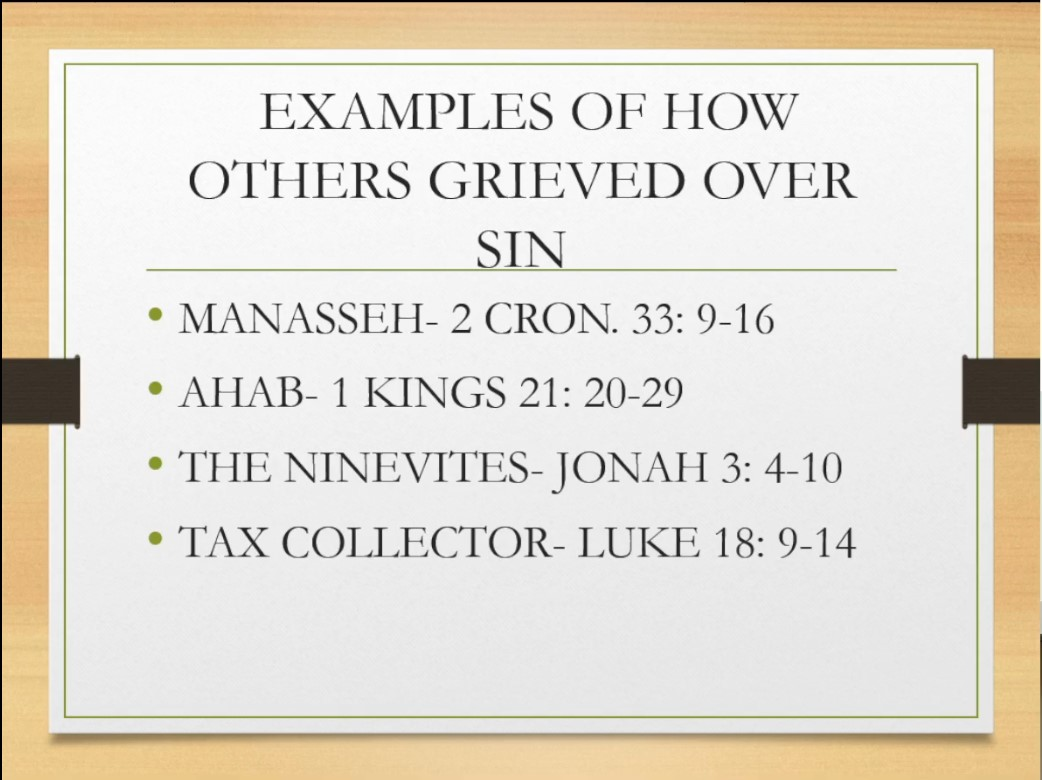 EXAMPLES OF HOW
OTHERS GRIEVED OVER
SIN
• MANASSEH- 2 CRON. 33: 9-16
• AHAB- 1 KINGS 21: 20-29
• THE NINEVITES- JONAH 3: 4-10
• TAX COLLECTOR- LUKE 18: 9-14